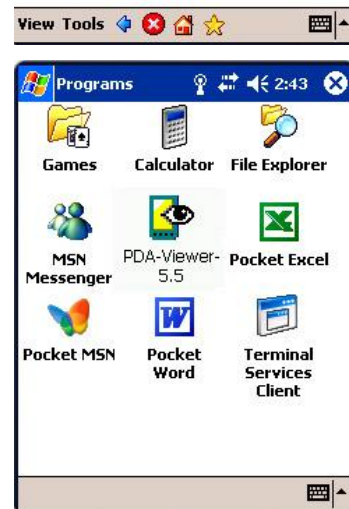 View Tools
Programs 2:43
Games Calculator File Explorer
MSN Messenger PDA-Viewer-5.5 Pocket Excel
Pocket MSN Pocket Word Terminal Services Client